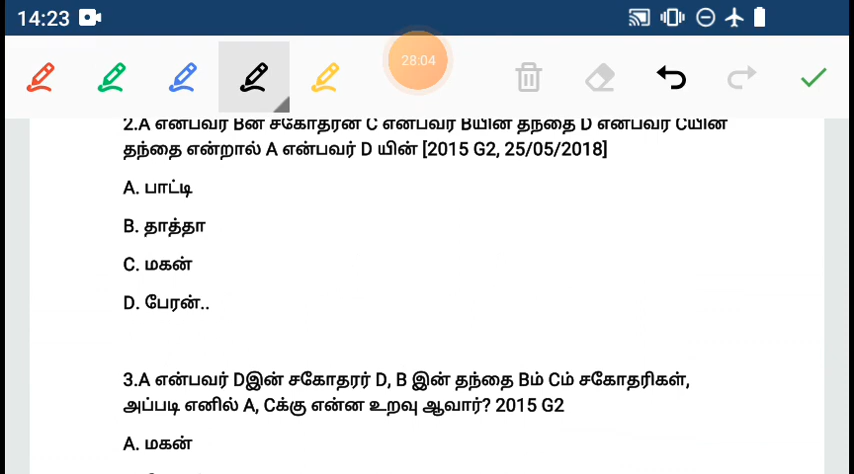 14:23
28:04
2.A என்பவர் Bன் சகோதரன் C என்பவர் Bயின் தந்தை D என்பவர் Cயின்
தந்தை என்றால் A என்பவர் D யின் [2015 G2, 25/05/2018]
A. பாட்டி
B. தாத்தா
C. மகன்
D. பேரன்..
3.A என்பவர் Dஇன் சகோதரர் D, B இன் தந்தை Bம் Cம் சகோதரிகள்,
அப்படி எனில் A, Cக்கு என்ன உறவு ஆவார்? 2015 G2
A. மகன்